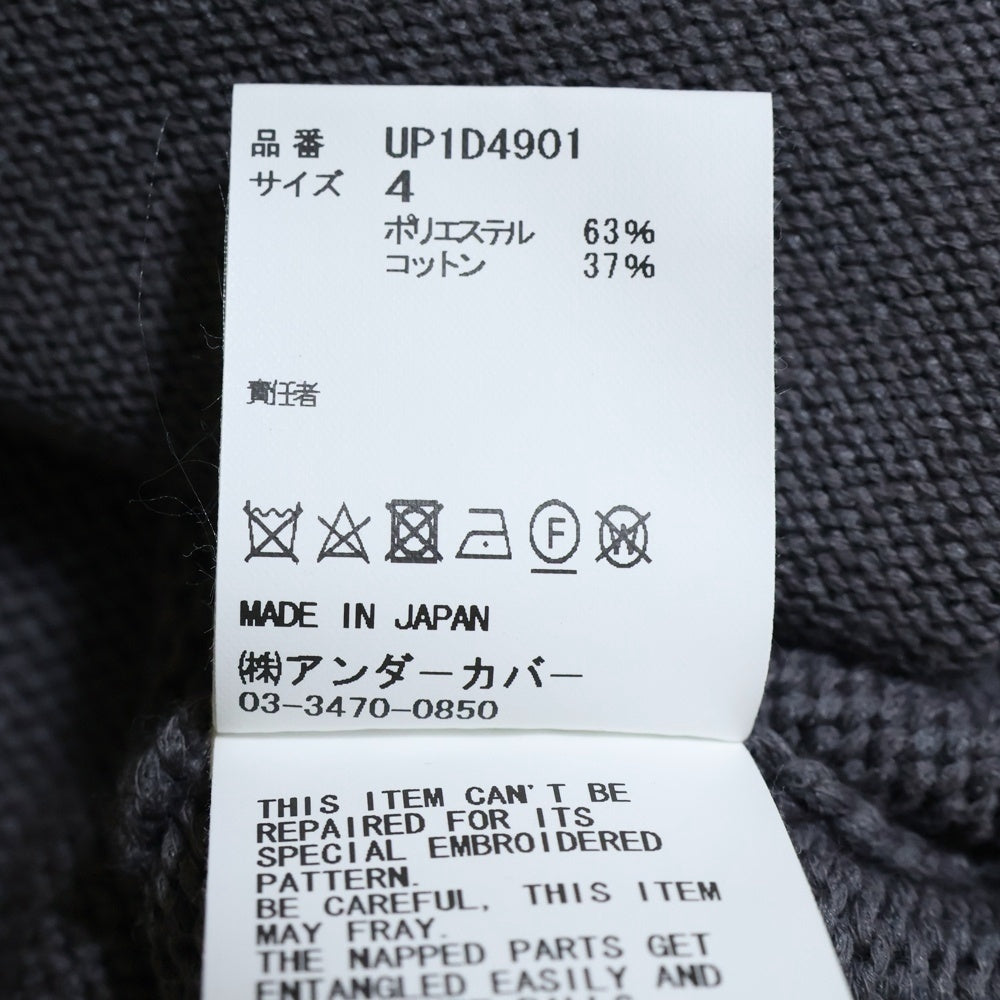 品番 UP1D4901
サイズ 4
ポリエステル 63%
コットン 37%
責任者
F
W
MADE IN JAPAN
㈱アンダーカバー
03-3470-0850
THIS ITEM CAN'T BE
REPAIRED FOR ITS
SPECIAL EMBROIDERED
PATTERN.
BE CAREFUL, THIS ITEM
MAY FRAY.
THE NAPPED PARTS GET
ENTANGLED EASILY AND